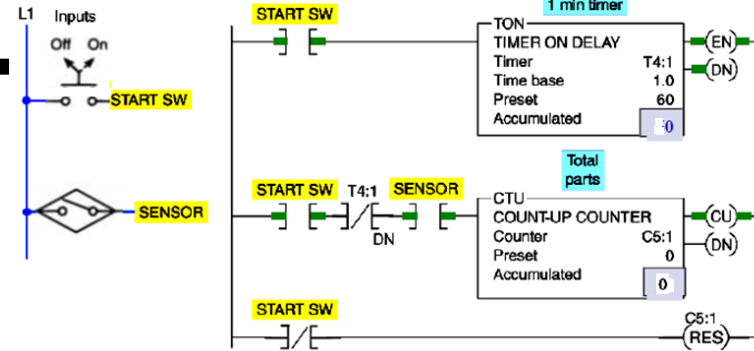 L1
Inputs
Off On
START SW
SENSOR
START SW
1 min timer
TON
TIMER ON DELAY
Timer T4:1
Time base 1.0
Preset 60
Accumulated 0
(EN)
(DN)
START SW
T4:1
DN
SENSOR
Total
parts
CTU
COUNT-UP COUNTER
Counter C5:1
Preset 0
Accumulated 0
(CU)
(DN)
START SW
C5:1
(RES)